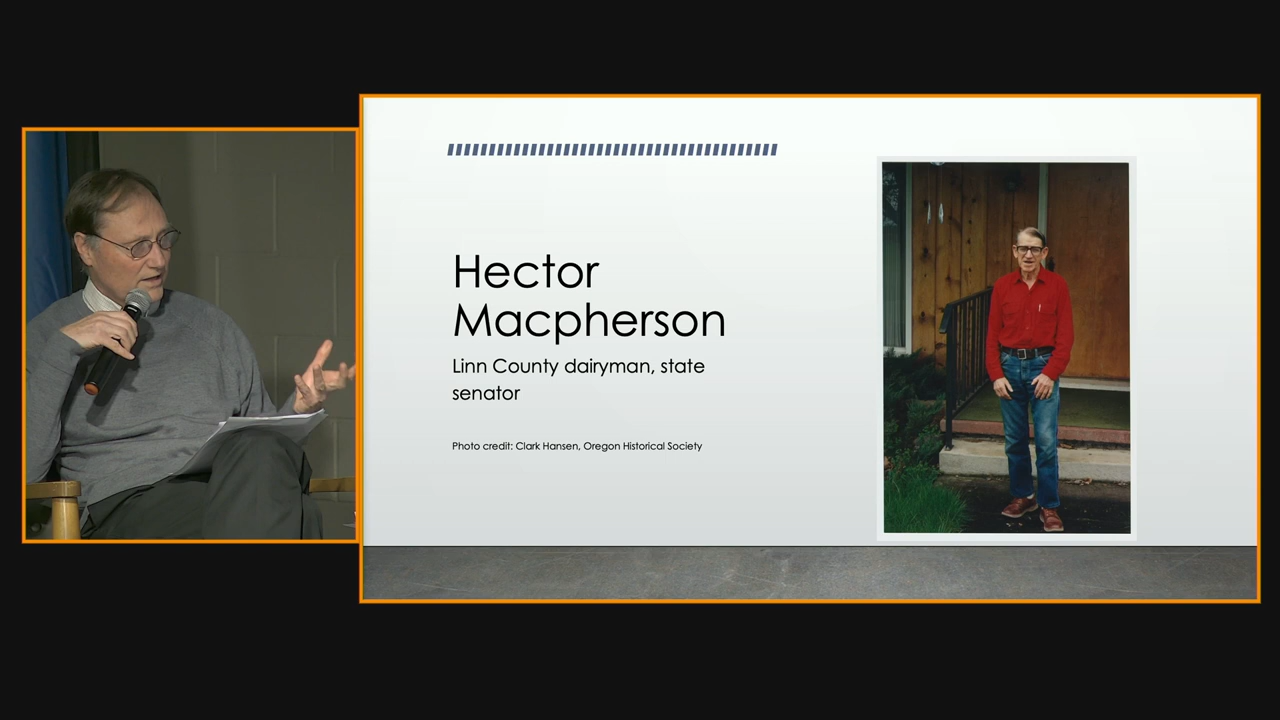 Hector
Macpherson
Linn County dairyman, state
senator
Photo credit: Clark Hansen, Oregon Historical Society